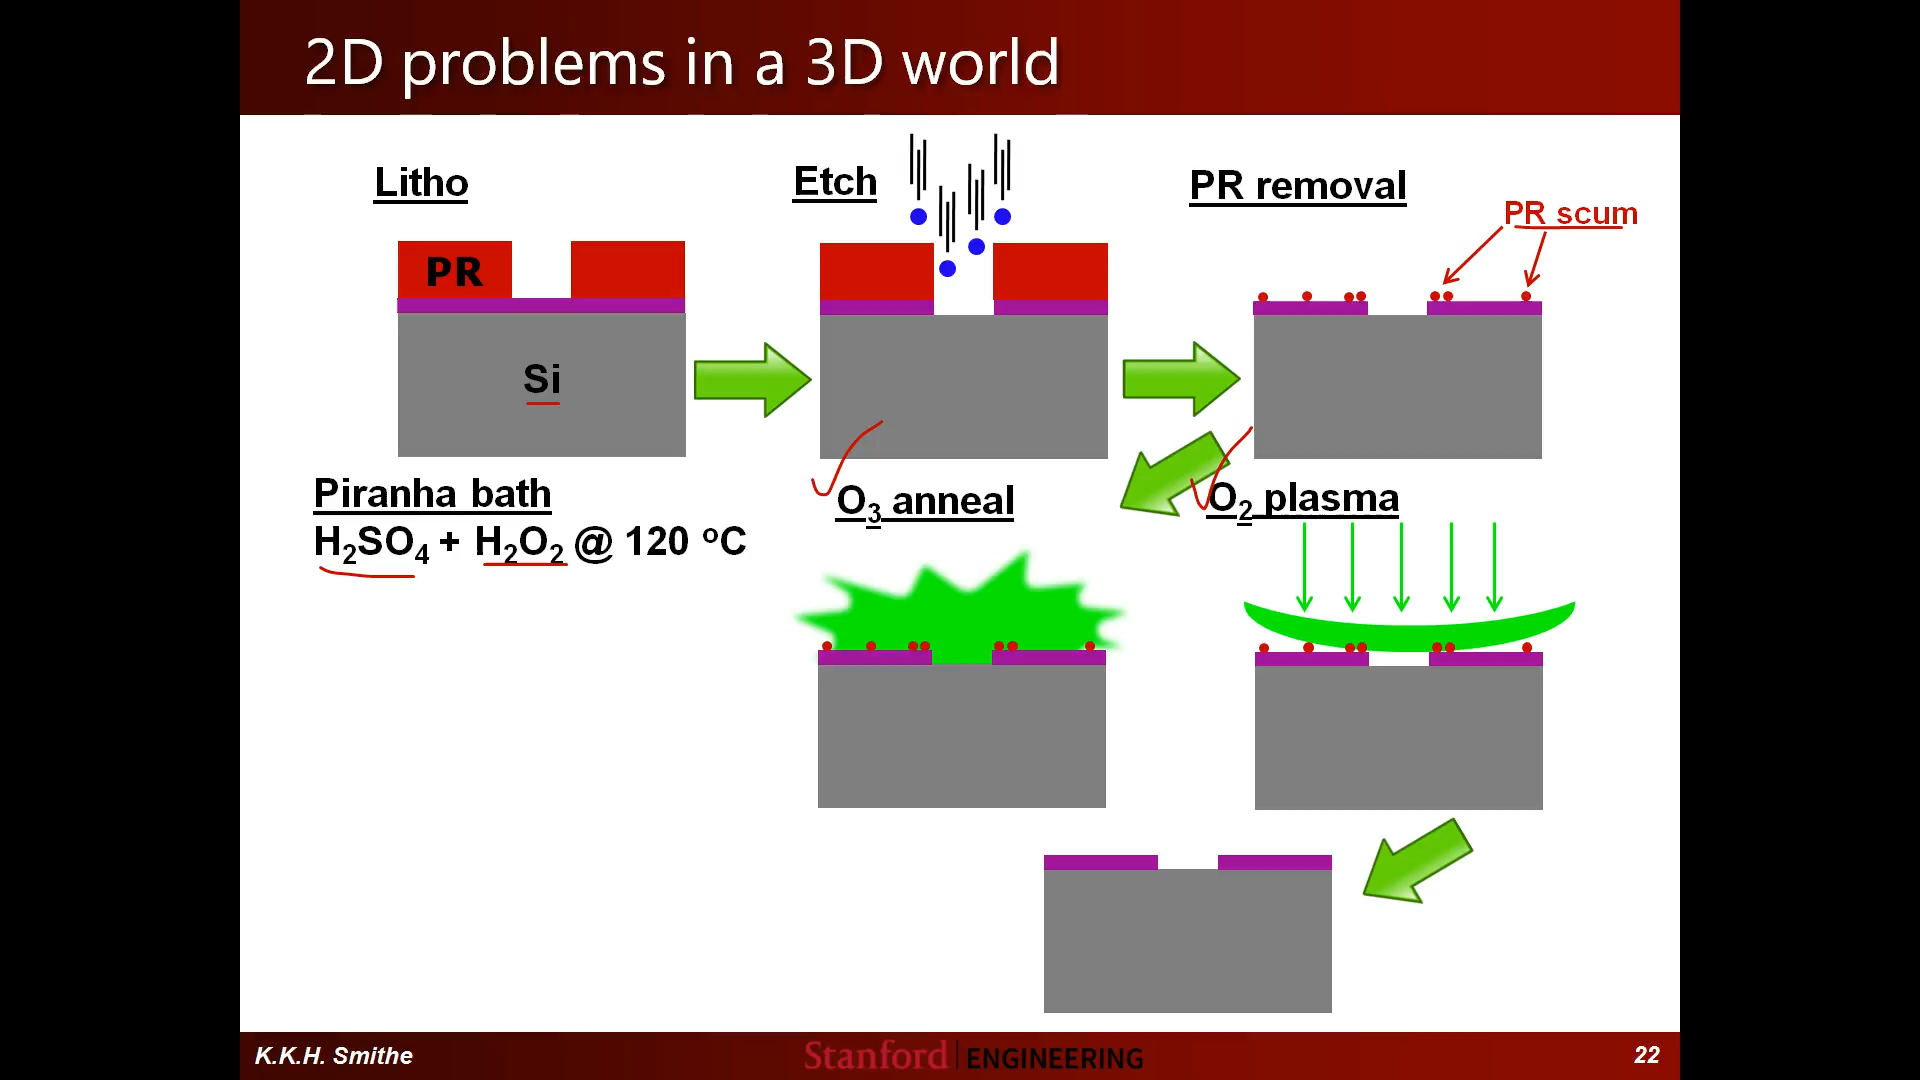 2D problems in a 3D world
Litho
Etch
PR removal
PR scum
PR
Si
Piranha bath
H₂SO₄ + H₂O₂ @ 120 ºC
O₃ anneal
O₂ plasma
K.K.H. Smithe
Stanford ENGINEERING
22